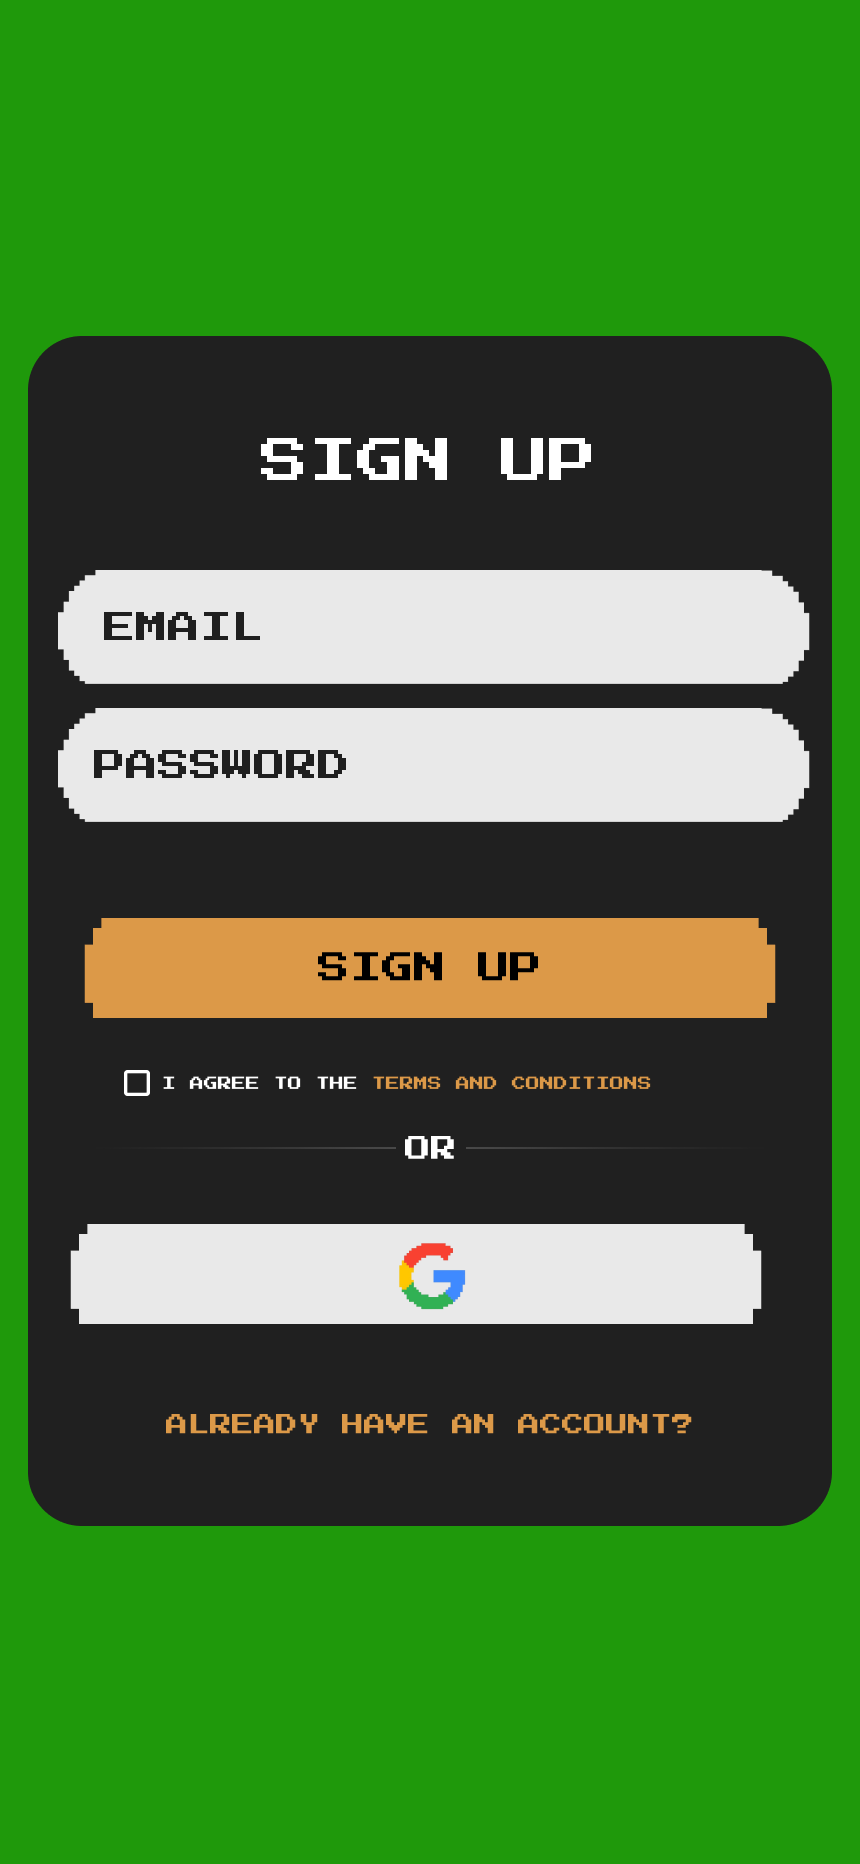 SIGN UP
EMAIL
PASSWORD
SIGN UP
I AGREE TO THE TERMS AND CONDITIONS
OR
ALREADY HAVE AN ACCOUNT?